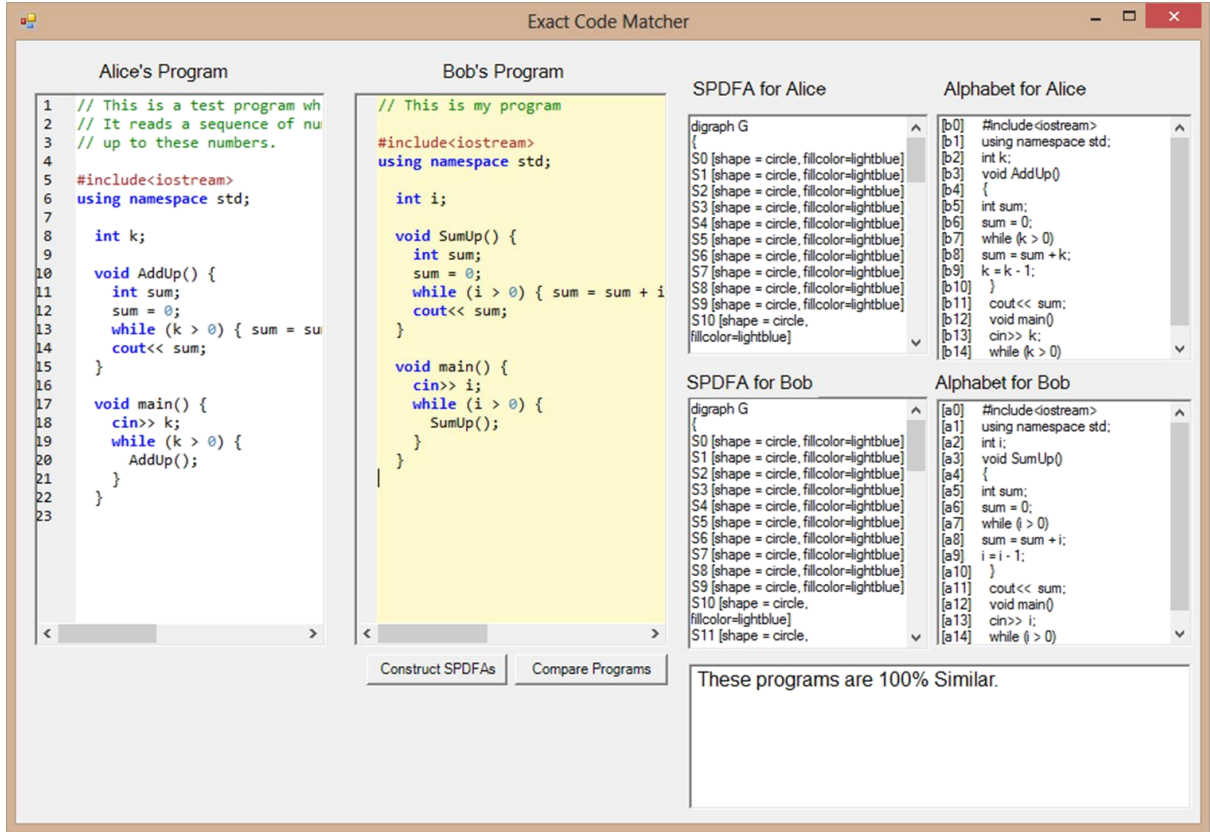 Exact Code Matcher
Alice's Program
1 // This is a test program wh
2 // It reads a sequence of nu
3 // up to these numbers.
4
5 #include<iostream>
6 using namespace std;
7
8 int k;
9
10 void AddUp() {
11 int sum;
12 sum = 0;
13 while (k > 0) { sum = su
14 cout<< sum;
15 }
16
17 void main() {
18 cin>> k;
19 while (k > 0) {
20 AddUp();
21 }
22 }
23
Bob's Program
// This is my program
#include<iostream>
using namespace std;
int i;
void SumUp() {
int sum;
sum = 0;
while (i > 0) { sum = sum + i
cout<< sum;
}
void main() {
cin>> i;
while (i > 0) {
SumUp();
}
}
Construct SPDFAs
Compare Programs
SPDFA for Alice
digraph G
{
S0 [shape = circle, fillcolor=lightblue]
S1 [shape = circle, fillcolor=lightblue]
S2 [shape = circle, fillcolor=lightblue]
S3 [shape = circle, fillcolor=lightblue]
S4 [shape = circle, fillcolor=lightblue]
S5 [shape = circle, fillcolor=lightblue]
S6 [shape = circle, fillcolor=lightblue]
S7 [shape = circle, fillcolor=lightblue]
S8 [shape = circle, fillcolor=lightblue]
S9 [shape = circle, fillcolor=lightblue]
S10 [shape = circle,
fillcolor=lightblue]
Alphabet for Alice
[b0] #include<iostream>
[b1] using namespace std;
[b2] int k;
[b3] void AddUp()
[b4] {
[b5] int sum;
[b6] sum = 0;
[b7] while (k > 0)
[b8] sum = sum + k;
[b9] k = k - 1;
[b10] }
[b11] cout<< sum;
[b12] void main()
[b13] cin>> k;
[b14] while (k > 0)
SPDFA for Bob
digraph G
{
S0 [shape = circle, fillcolor=lightblue]
S1 [shape = circle, fillcolor=lightblue]
S2 [shape = circle, fillcolor=lightblue]
S3 [shape = circle, fillcolor=lightblue]
S4 [shape = circle, fillcolor=lightblue]
S5 [shape = circle, fillcolor=lightblue]
S6 [shape = circle, fillcolor=lightblue]
S7 [shape = circle, fillcolor=lightblue]
S8 [shape = circle, fillcolor=lightblue]
S9 [shape = circle, fillcolor=lightblue]
S10 [shape = circle,
fillcolor=lightblue]
S11 [shape = circle,
Alphabet for Bob
[a0] #include<iostream>
[a1] using namespace std;
[a2] int i;
[a3] void SumUp()
[a4] {
[a5] int sum;
[a6] sum = 0;
[a7] while (i > 0)
[a8] sum = sum + i;
[a9] i = i - 1;
[a10] }
[a11] cout<< sum;
[a12] void main()
[a13] cin>> i;
[a14] while (i > 0)
These programs are 100% Similar.